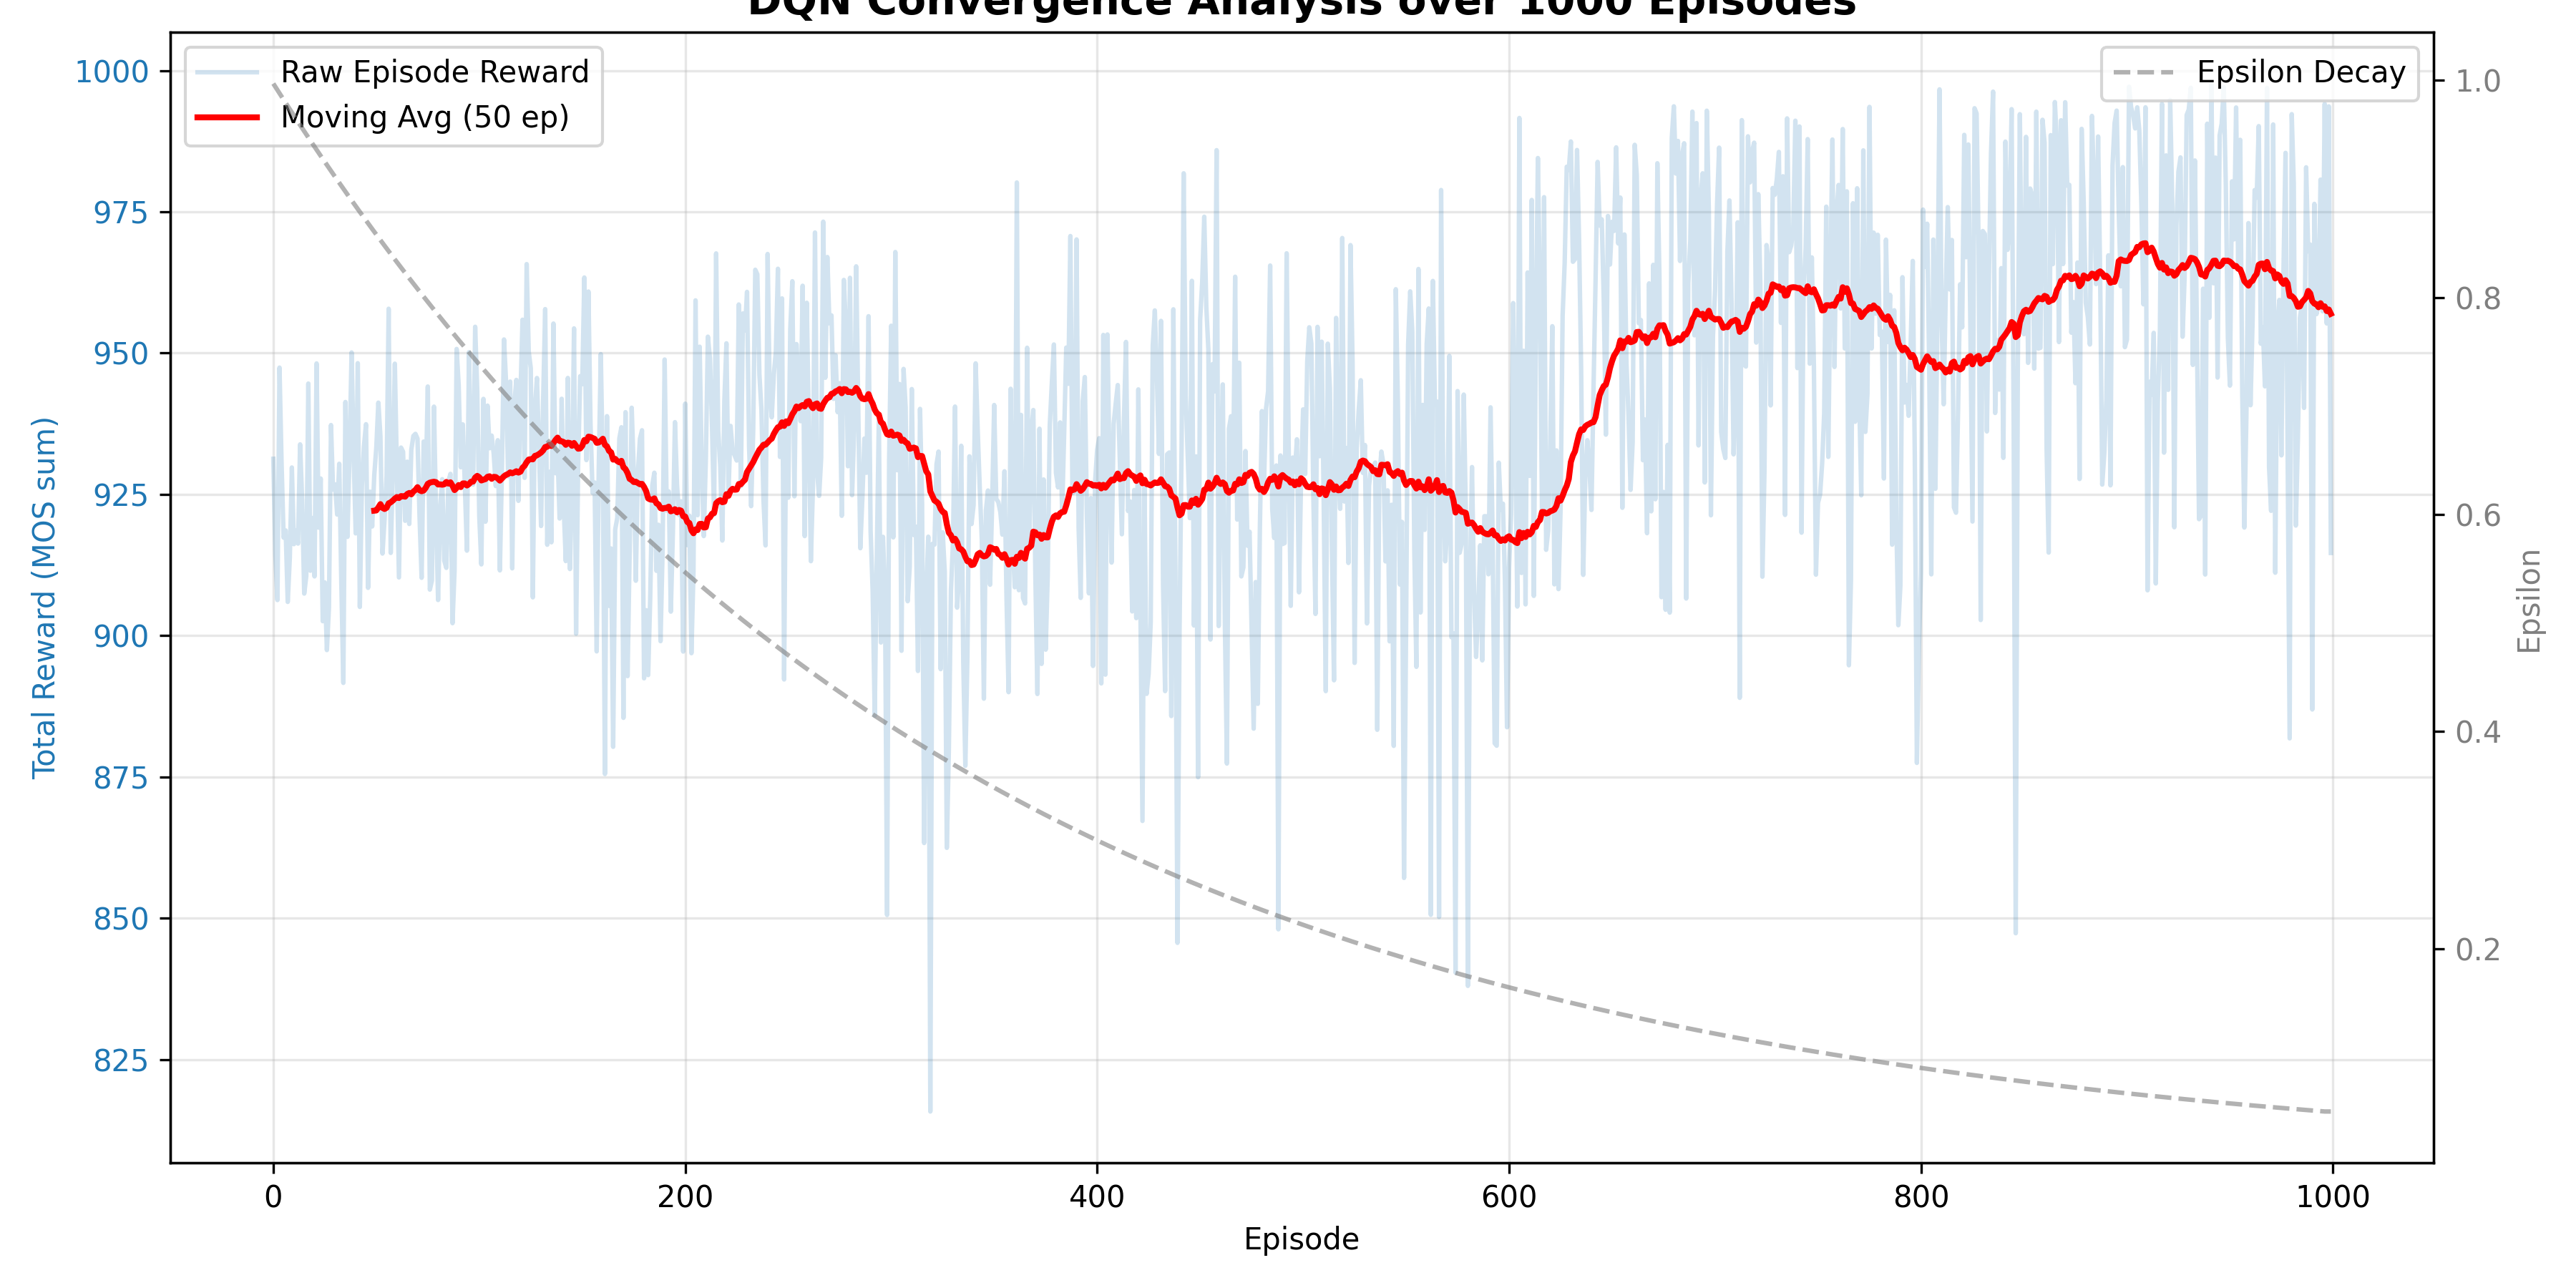 DQN Convergence Analysis over 1000 Episodes
Raw Episode Reward
Moving Avg (50 ep)
Epsilon Decay
Total Reward (MOS sum)
1000
975
950
925
900
875
850
825
0
200
400
600
800
1000
Episode
1.0
0.8
0.6
0.4
0.2
Epsilon